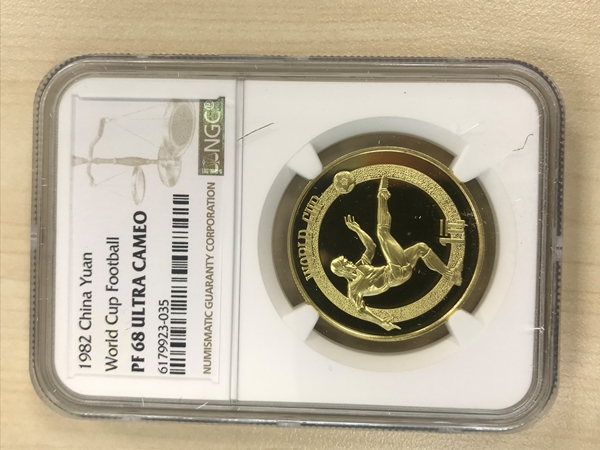 1982 China Yuan
World Cup Football
PF 68 ULTRA CAMEO
6179923-035
NGC
NUMISMATIC GUARANTY CORPORATION
WORLD CUP